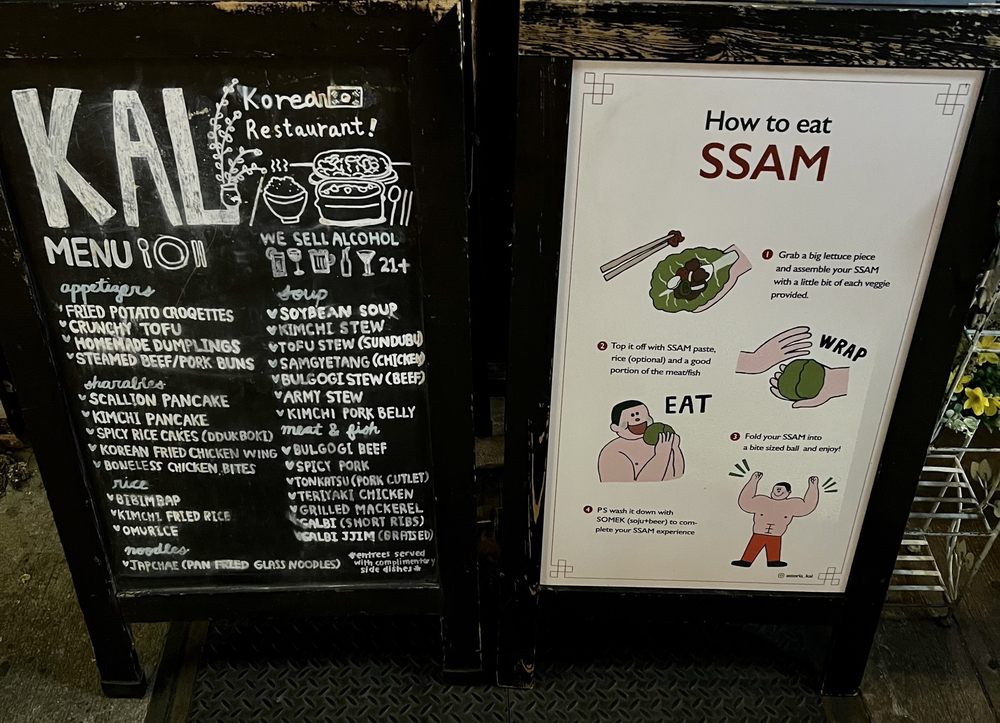 KAL
Korean
Restaurant!
MENU
WE SELL ALCOHOL
21+
appetizers
FRIED POTATO CROQETTES
CRUNCHY TOFU
HOMEMADE DUMPLINGS
STEAMED BEEF/PORK BUNS
sharables
SCALLION PANCAKE
KIMCHI PANCAKE
SPICY RICE CAKES (DDUKBOKI)
KOREAN FRIED CHICKEN WING
BONELESS CHICKEN BITES
rice
BIBIMBAP
KIMCHI FRIED RICE
OMURICE
noodles
JAPCHAE (PAN FRIED GLASS NOODLES)
soup
SOYBEAN SOUP
KIMCHI STEW
TOFU STEW (SUNDUBU)
SAMGYETANG (CHICKEN)
BULGOGI STEW (BEEF)
ARMY STEW
KIMCHI PORK BELLY
meat & fish
BULGOGI BEEF
SPICY PORK
TONKATSU (PORK CUTLET)
TERIYAKI CHICKEN
GRILLED MACKEREL
GALBI (SHORT RIBS)
GALBI JJIM (BRAISED)
*entrees served
with complimentary
side dishes*
How to eat
SSAM
1 Grab a big lettuce piece
and assemble your SSAM
with a little bit of each veggie
provided.
2 Top it off with SSAM paste,
rice (optional) and a good
portion of the meat/fish
WRAP
EAT
3 Fold your SSAM into
a bite sized ball and enjoy!
4 PS wash it down with
SOMEK (soju+beer) to com-
plete your SSAM experience
astoria_kal